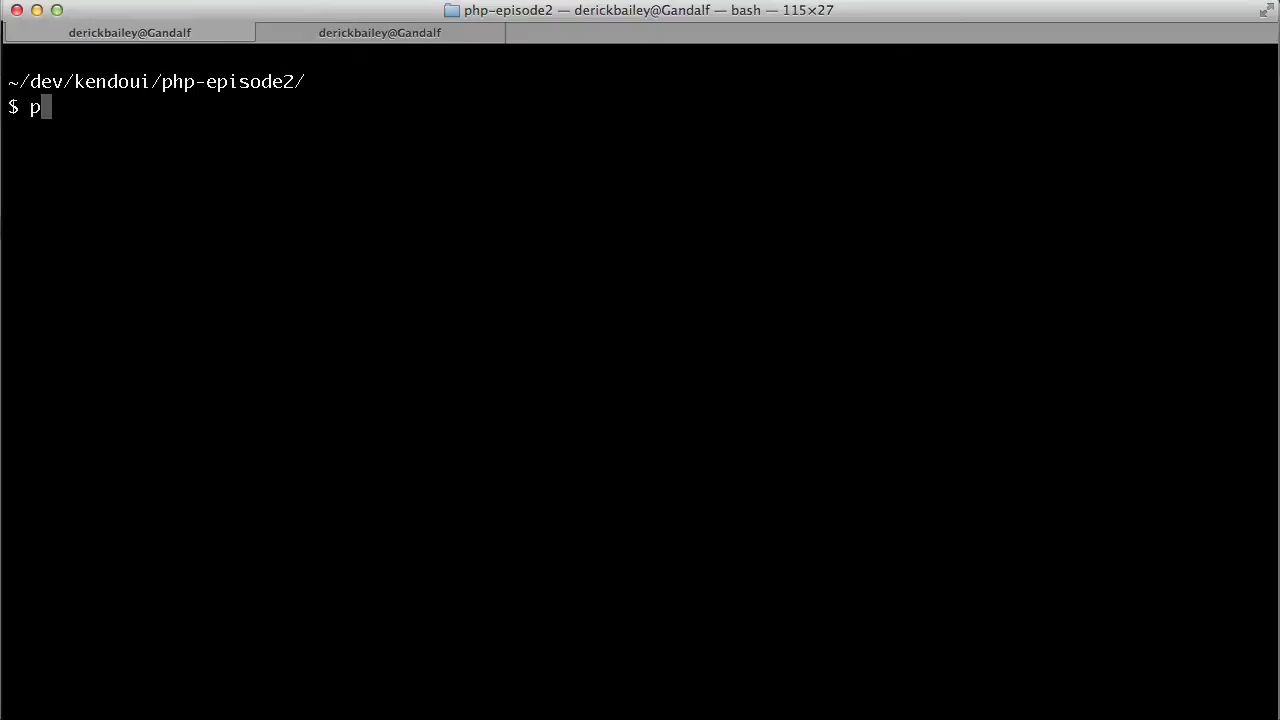 php-episode2 — derickbailey@Gandalf — bash — 115×27
derickbailey@Gandalf derickbailey@Gandalf
~/dev/kendoui/php-episode2/
$ p